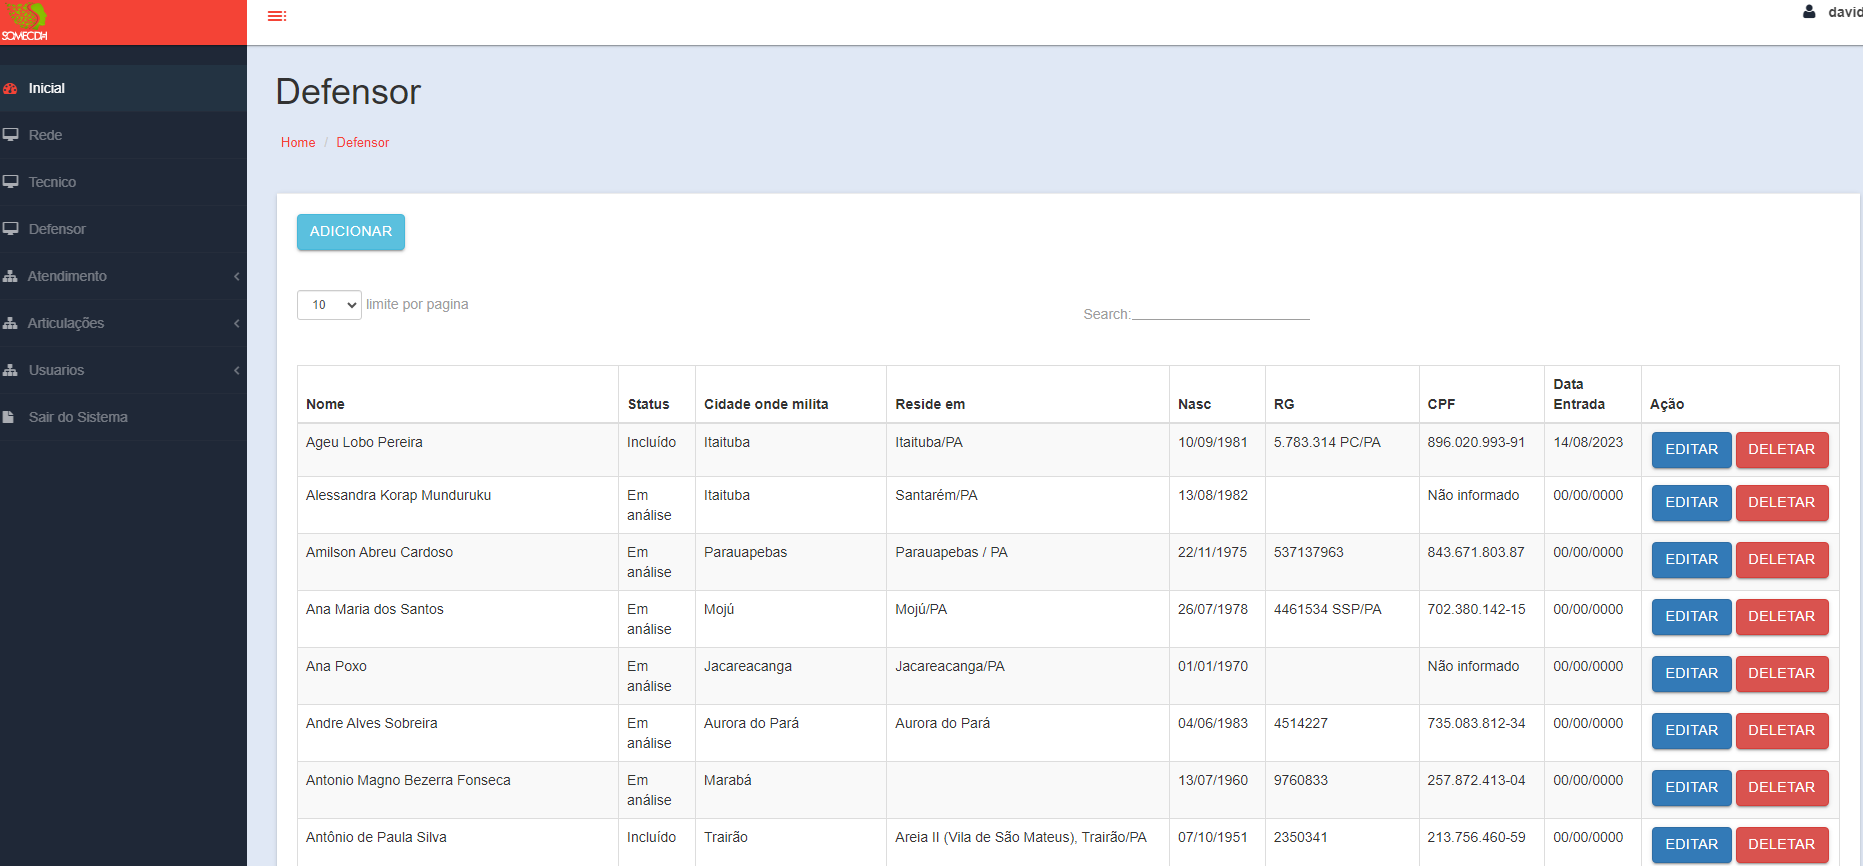 SOMECDH
david
Inicial
Rede
Tecnico
Defensor
Atendimento
Articulações
Usuarios
Sair do Sistema
Defensor
Home / Defensor
ADICIONAR
10 limite por pagina
Search:
Nome Status Cidade onde milita Reside em Nasc RG CPF Data Entrada Ação
Ageu Lobo Pereira Incluído Itaituba Itaituba/PA 10/09/1981 5.783.314 PC/PA 896.020.993-91 14/08/2023 EDITAR DELETAR
Alessandra Korap Munduruku Em análise Itaituba Santarém/PA 13/08/1982 Não informado 00/00/0000 EDITAR DELETAR
Amilson Abreu Cardoso Em análise Parauapebas Parauapebas / PA 22/11/1975 537137963 843.671.803.87 00/00/0000 EDITAR DELETAR
Ana Maria dos Santos Em análise Mojú Mojú/PA 26/07/1978 4461534 SSP/PA 702.380.142-15 00/00/0000 EDITAR DELETAR
Ana Poxo Em análise Jacareacanga Jacareacanga/PA 01/01/1970 Não informado 00/00/0000 EDITAR DELETAR
Andre Alves Sobreira Em análise Aurora do Pará Aurora do Pará 04/06/1983 4514227 735.083.812-34 00/00/0000 EDITAR DELETAR
Antonio Magno Bezerra Fonseca Em análise Marabá 13/07/1960 9760833 257.872.413-04 00/00/0000 EDITAR DELETAR
Antônio de Paula Silva Incluído Trairão Areia II (Vila de São Mateus), Trairão/PA 07/10/1951 2350341 213.756.460-59 00/00/0000 EDITAR DELETAR